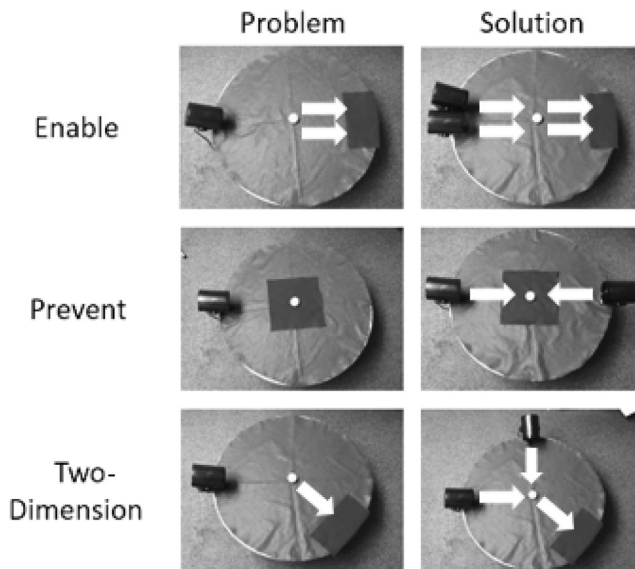 Problem
Solution
Enable
Prevent
Two-
Dimension